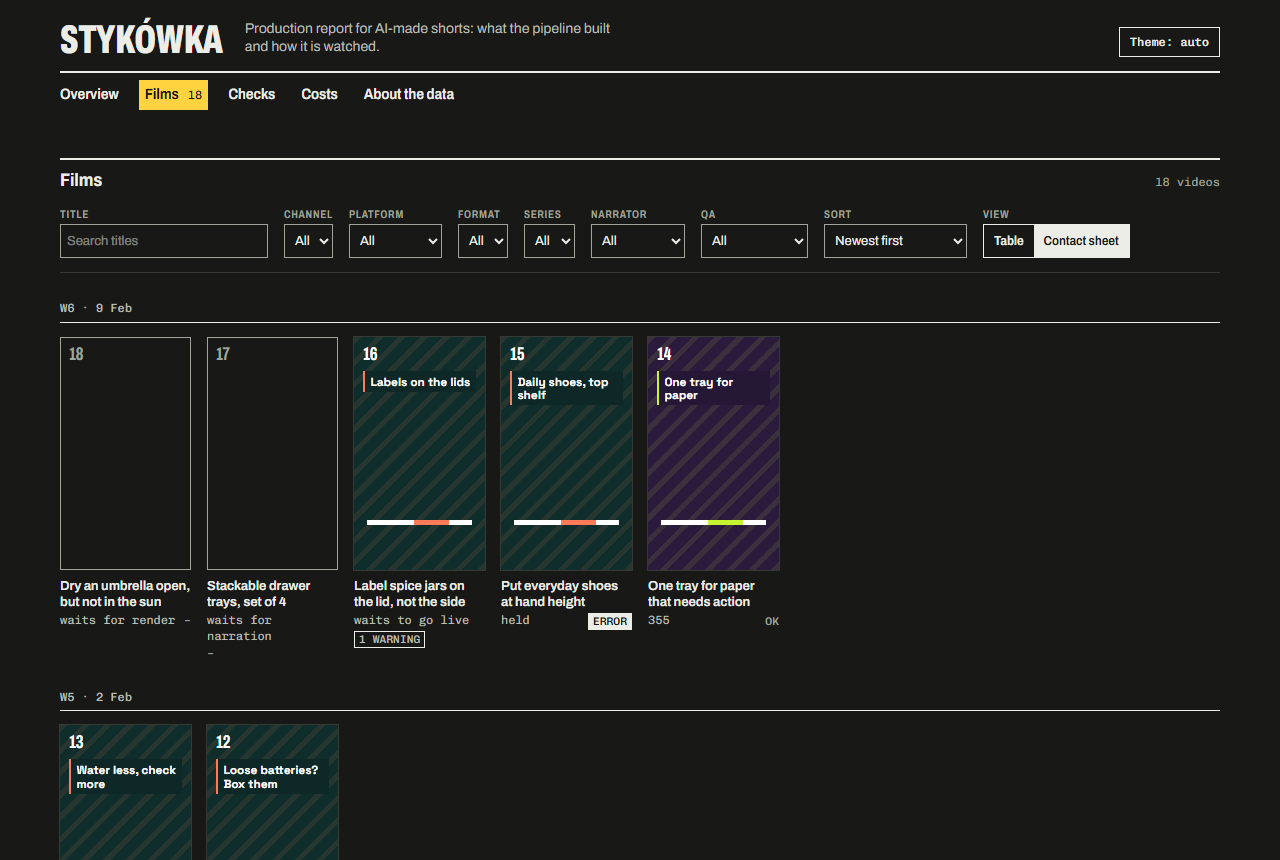 STYKÓWKA
Production report for AI-made shorts: what the pipeline built
and how it is watched.
Theme: auto
Overview
Films 18
Checks
Costs
About the data
Films
18 videos
TITLE
CHANNEL
PLATFORM
FORMAT
SERIES
NARRATOR
QA
SORT
VIEW
Search titles
All
All
All
All
All
All
Newest first
Table
Contact sheet
W6 · 9 Feb
18
Dry an umbrella open,
but not in the sun
waits for render –
17
Stackable drawer
trays, set of 4
waits for
narration
–
16
Labels on the lids
Label spice jars on
the lid, not the side
waits to go live
1 WARNING
15
Daily shoes, top
shelf
Put everyday shoes
at hand height
held
ERROR
14
One tray for
paper
One tray for paper
that needs action
355
OK
W5 · 2 Feb
13
Water less, check
more
12
Loose batteries?
Box them